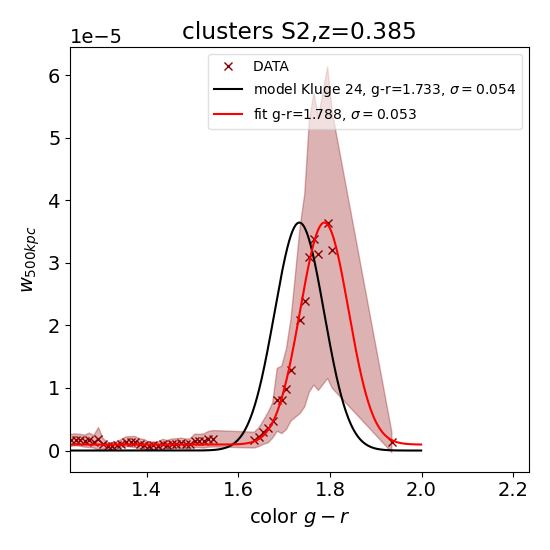 clusters S2,z=0.385
1e−5
DATA
model Kluge 24, g-r=1.733, σ = 0.054
fit g-r=1.788, σ = 0.053
6
5
4
3
2
1
0
w500kpc
1.4 1.6 1.8 2.0 2.2
color g − r